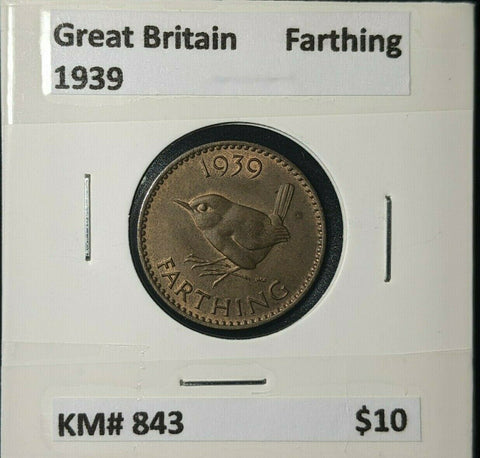 Great Britain Farthing
1939
1939
FARTHING
KM# 843 $10